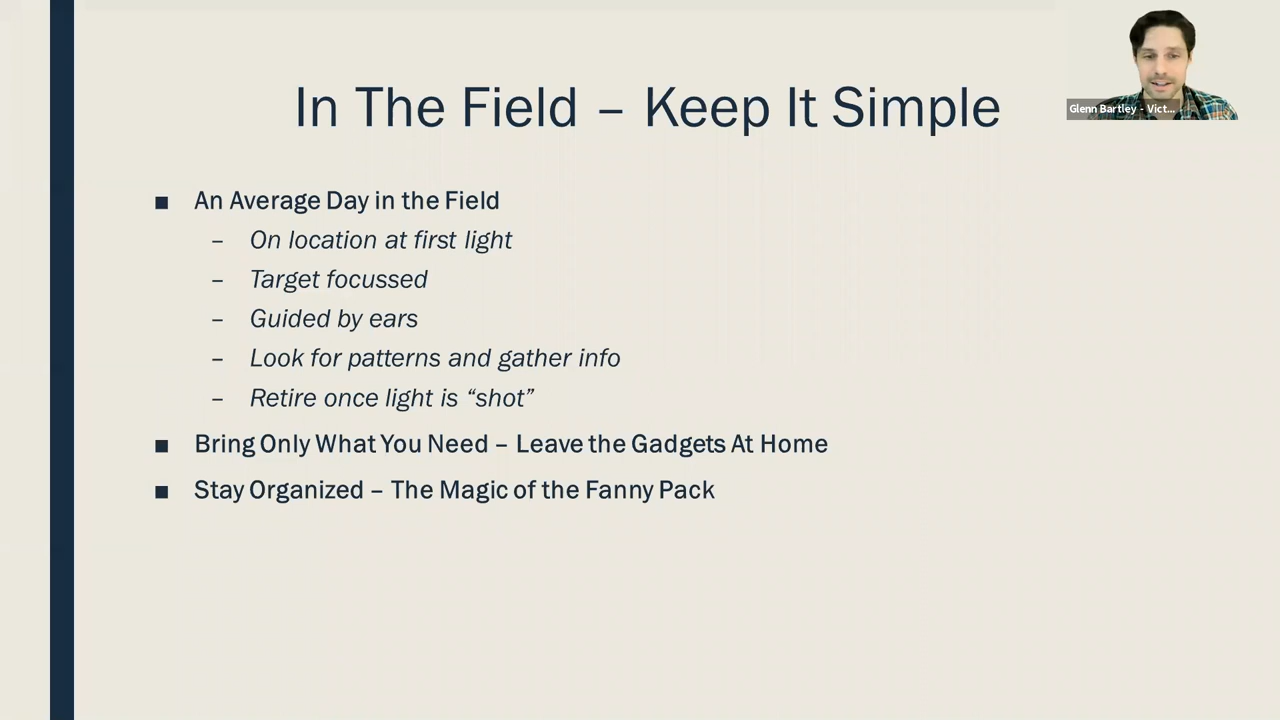 In The Field – Keep It Simple
Glenn Bartley - Vict...
■ An Average Day in the Field
– On location at first light
– Target focussed
– Guided by ears
– Look for patterns and gather info
– Retire once light is “shot”
■ Bring Only What You Need – Leave the Gadgets At Home
■ Stay Organized – The Magic of the Fanny Pack